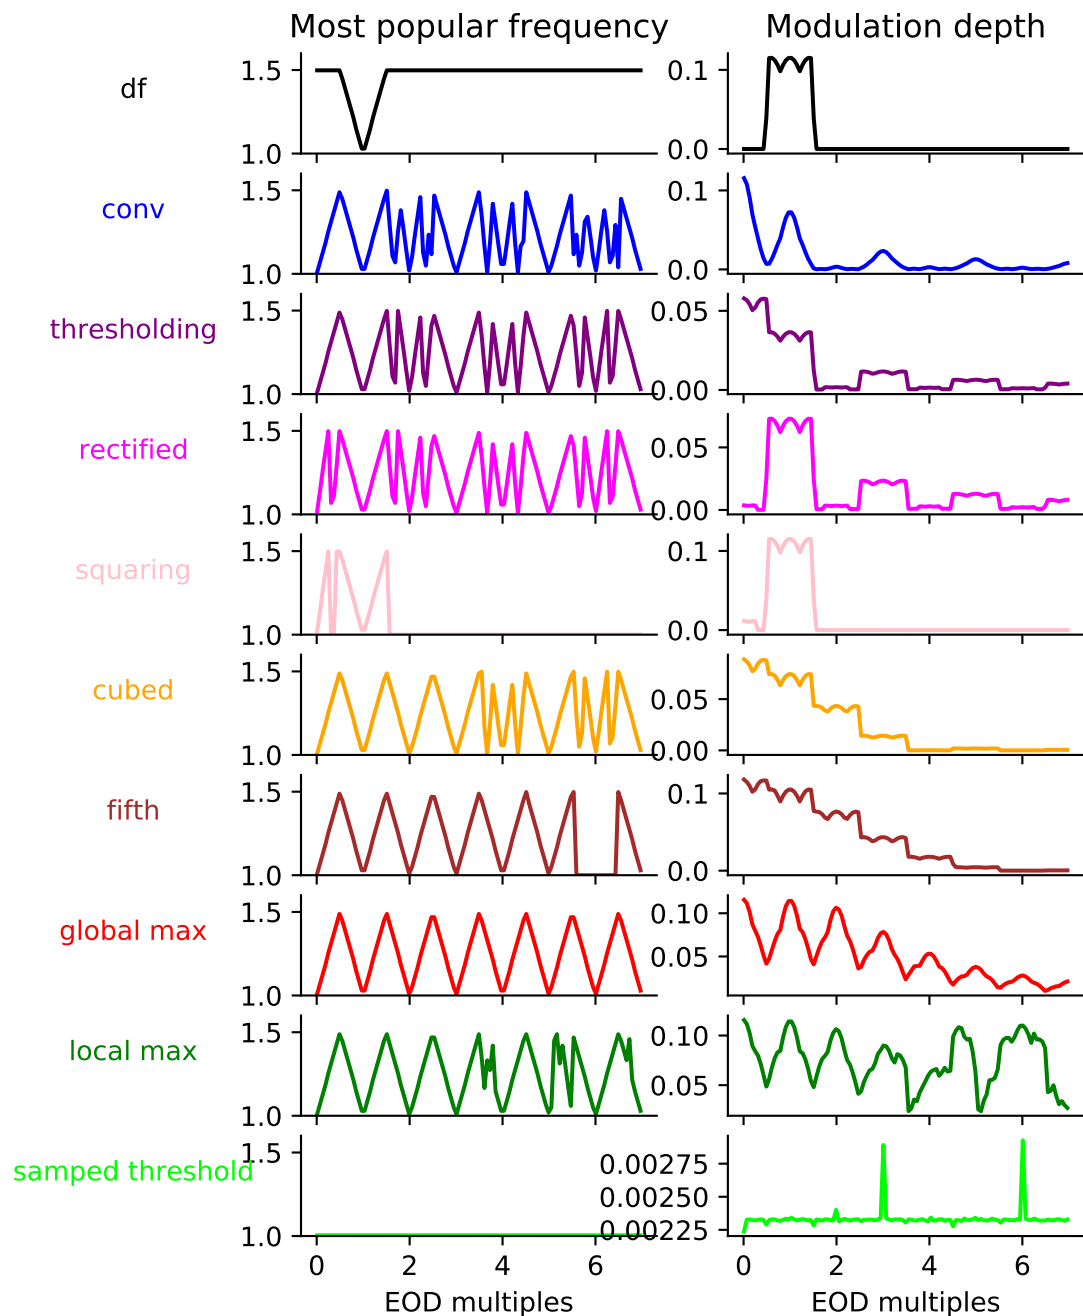 Most popular frequency Modulation depth
df 1.5 1.0 0.1 0.0
conv 1.5 1.0 0.1 0.0
thresholding 1.5 1.0 0.05 0.00
rectified 1.5 1.0 0.05 0.00
squaring 1.5 1.0 0.1 0.0
cubed 1.5 1.0 0.05 0.00
fifth 1.5 1.0 0.1 0.0
global max 1.5 1.0 0.10 0.05
local max 1.5 1.0 0.10 0.05
samped threshold 1.5 1.0 0.00275 0.00250 0.00225
0 2 4 6 0 2 4 6
EOD multiples EOD multiples